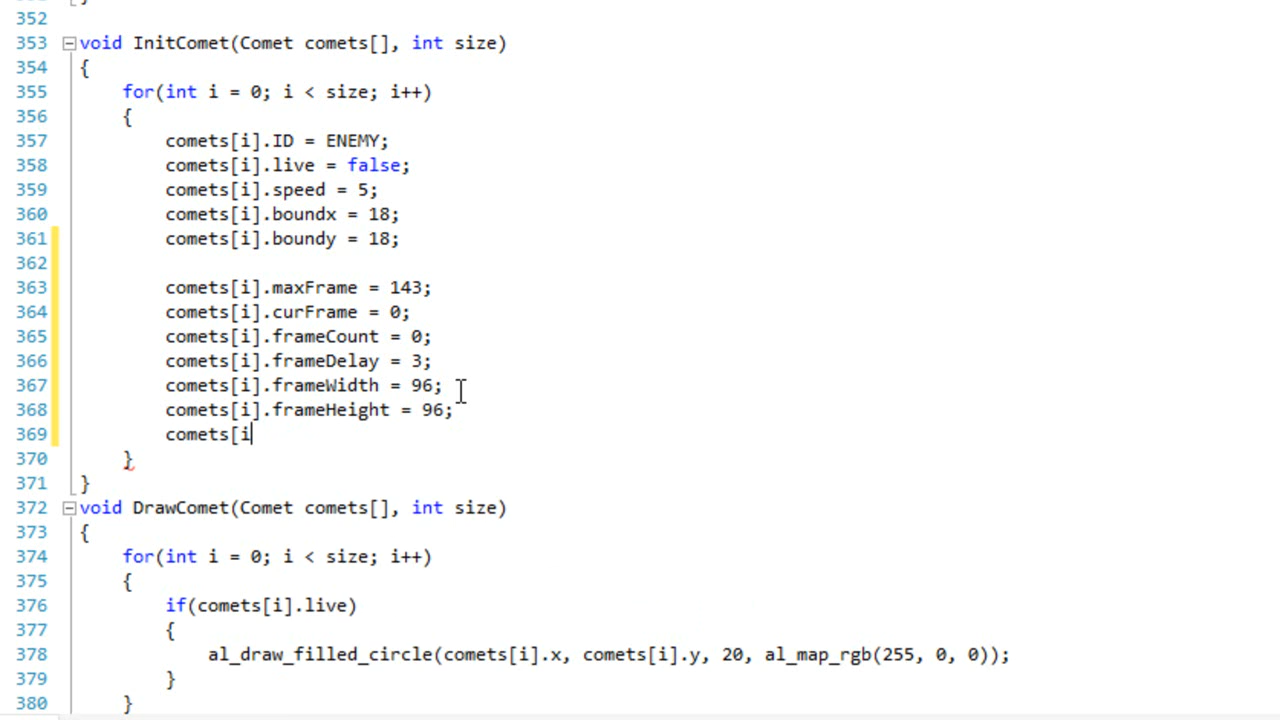 352
353 void InitComet(Comet comets[], int size)
354 {
355 for(int i = 0; i < size; i++)
356 {
357 comets[i].ID = ENEMY;
358 comets[i].live = false;
359 comets[i].speed = 5;
360 comets[i].boundx = 18;
361 comets[i].boundy = 18;
362
363 comets[i].maxFrame = 143;
364 comets[i].curFrame = 0;
365 comets[i].frameCount = 0;
366 comets[i].frameDelay = 3;
367 comets[i].frameWidth = 96;
368 comets[i].frameHeight = 96;
369 comets[i
370 }
371 }
372 void DrawComet(Comet comets[], int size)
373 {
374 for(int i = 0; i < size; i++)
375 {
376 if(comets[i].live)
377 {
378 al_draw_filled_circle(comets[i].x, comets[i].y, 20, al_map_rgb(255, 0, 0));
379 }
380 }